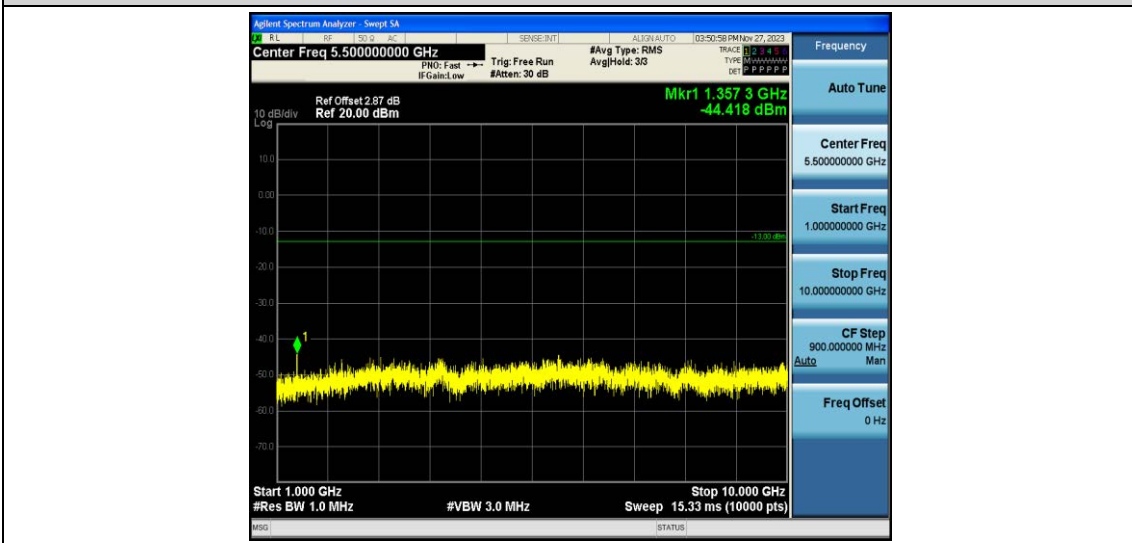 Agilent Spectrum Analyzer - Swept SA
RL RF 50 Ω AC SENSE:INT ALIGN AUTO 03:50:58 PM Nov 27, 2023
Center Freq 5.500000000 GHz
PNO: Fast
IFGain:Low
Trig: Free Run
#Atten: 30 dB
#Avg Type: RMS
Avg|Hold: 3/3
TRACE 1 2 3 4 5 6
TYPE M
DET P P P P P P
Mkr1 1.357 3 GHz
-44.418 dBm
Ref Offset 2.87 dB
10 dB/div Ref 20.00 dBm
Log
10.0
0.00
-10.0
-13.00 dBm
-20.0
-30.0
-40.0
1
-50.0
-60.0
-70.0
Start 1.000 GHz Stop 10.000 GHz
#Res BW 1.0 MHz #VBW 3.0 MHz Sweep 15.33 ms (10000 pts)
MSG STATUS
Frequency
Auto Tune
Center Freq
5.500000000 GHz
Start Freq
1.000000000 GHz
Stop Freq
10.000000000 GHz
CF Step
900.000000 MHz
Auto Man
Freq Offset
0 Hz